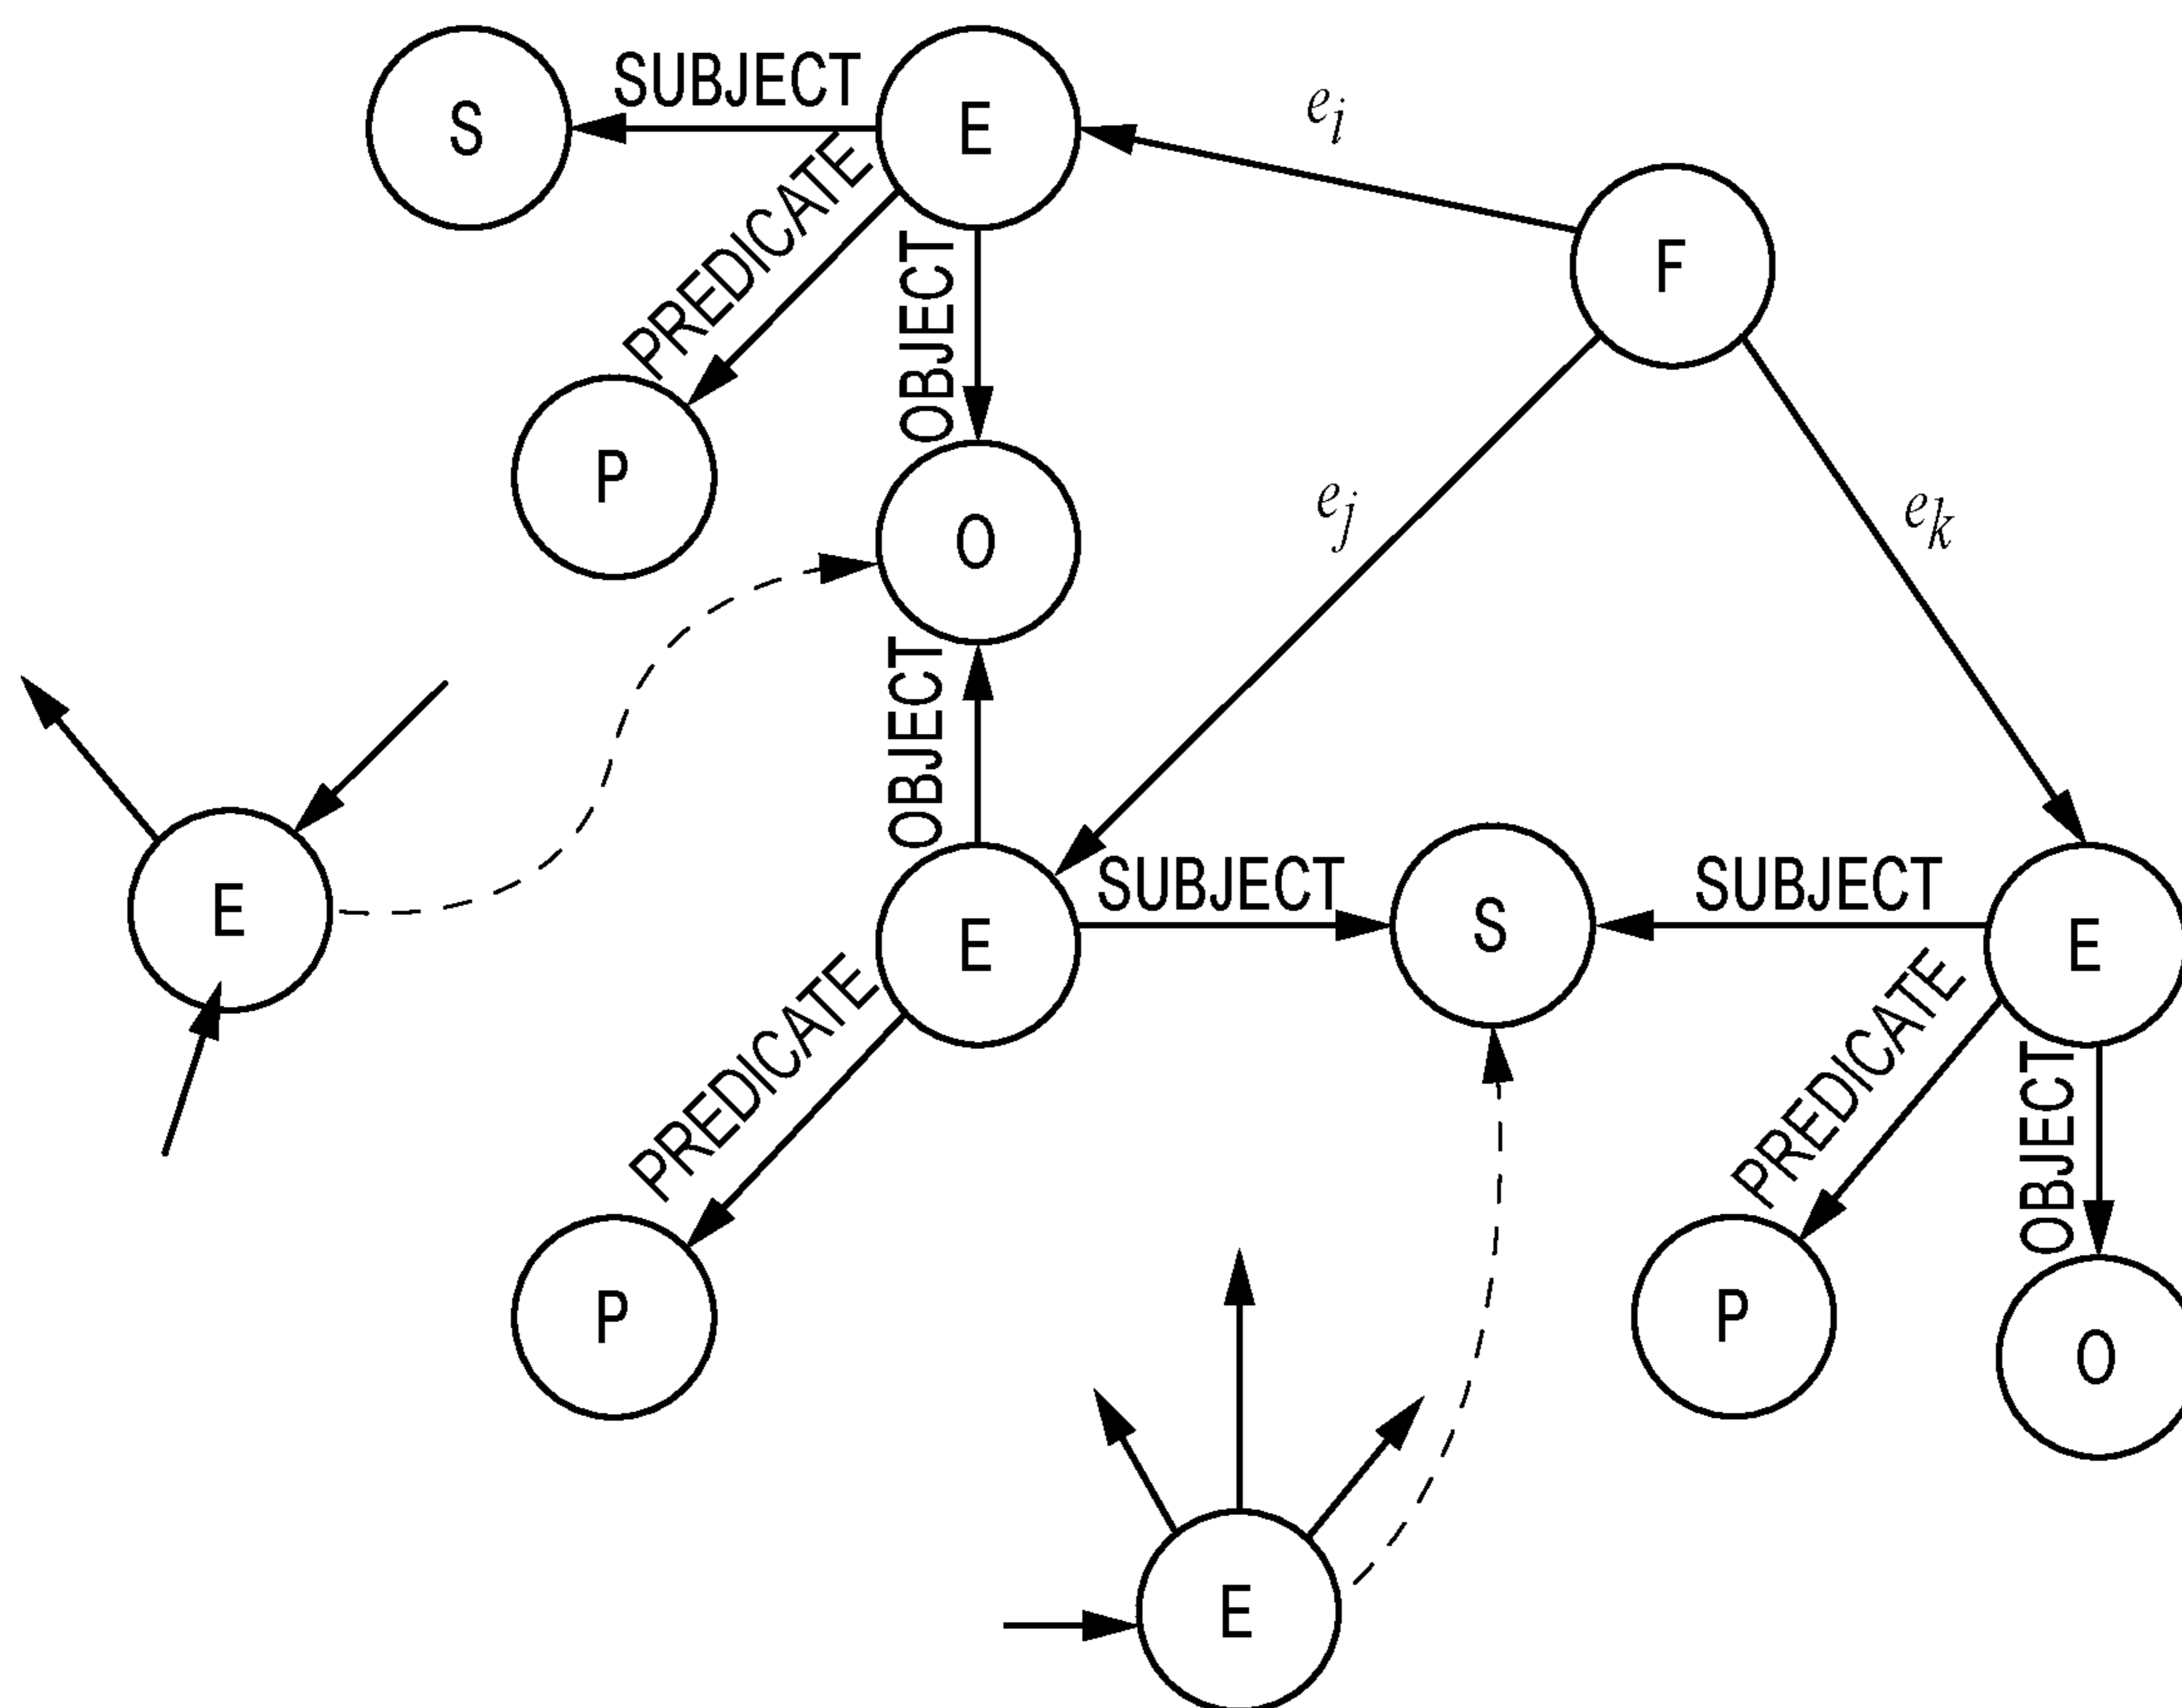 S
SUBJECT
E
e_i
F
PREDICATE
OBJECT
P
O
e_j
e_k
OBJECT
E
E
SUBJECT
S
SUBJECT
E
PREDICATE
PREDICATE
OBJECT
P
P
O
E